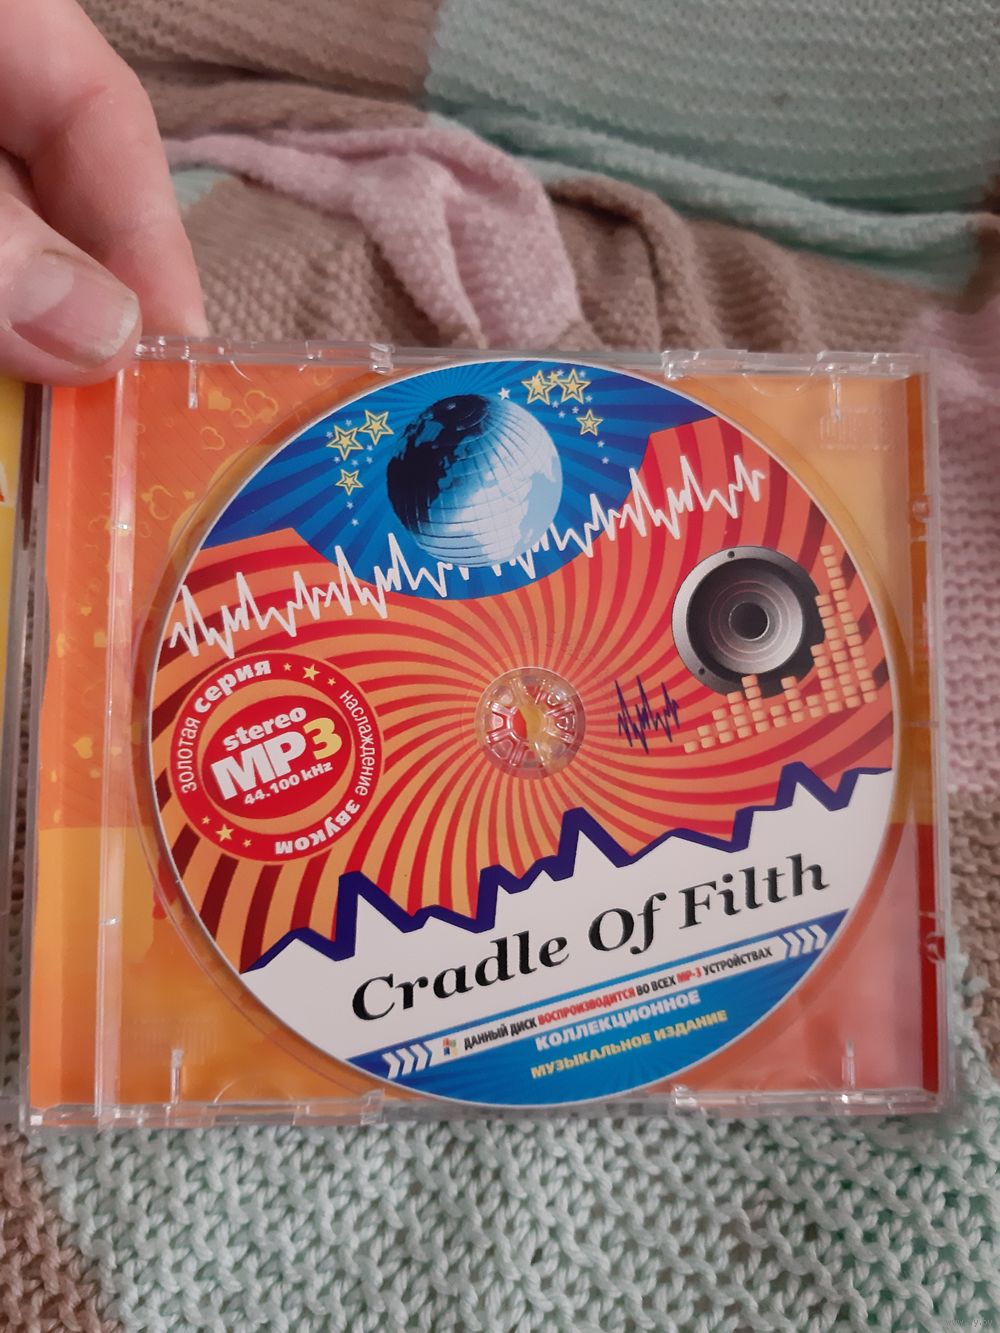 золотая серия
наслаждение звуком
stereo
MP3
44.100 kHz
Cradle Of Filth
ДАННЫЙ ДИСК ВОСПРОИЗВОДИТСЯ ВО ВСЕХ MP-3 УСТРОЙСТВАХ
КОЛЛЕКЦИОННОЕ
МУЗЫКАЛЬНОЕ ИЗДАНИЕ